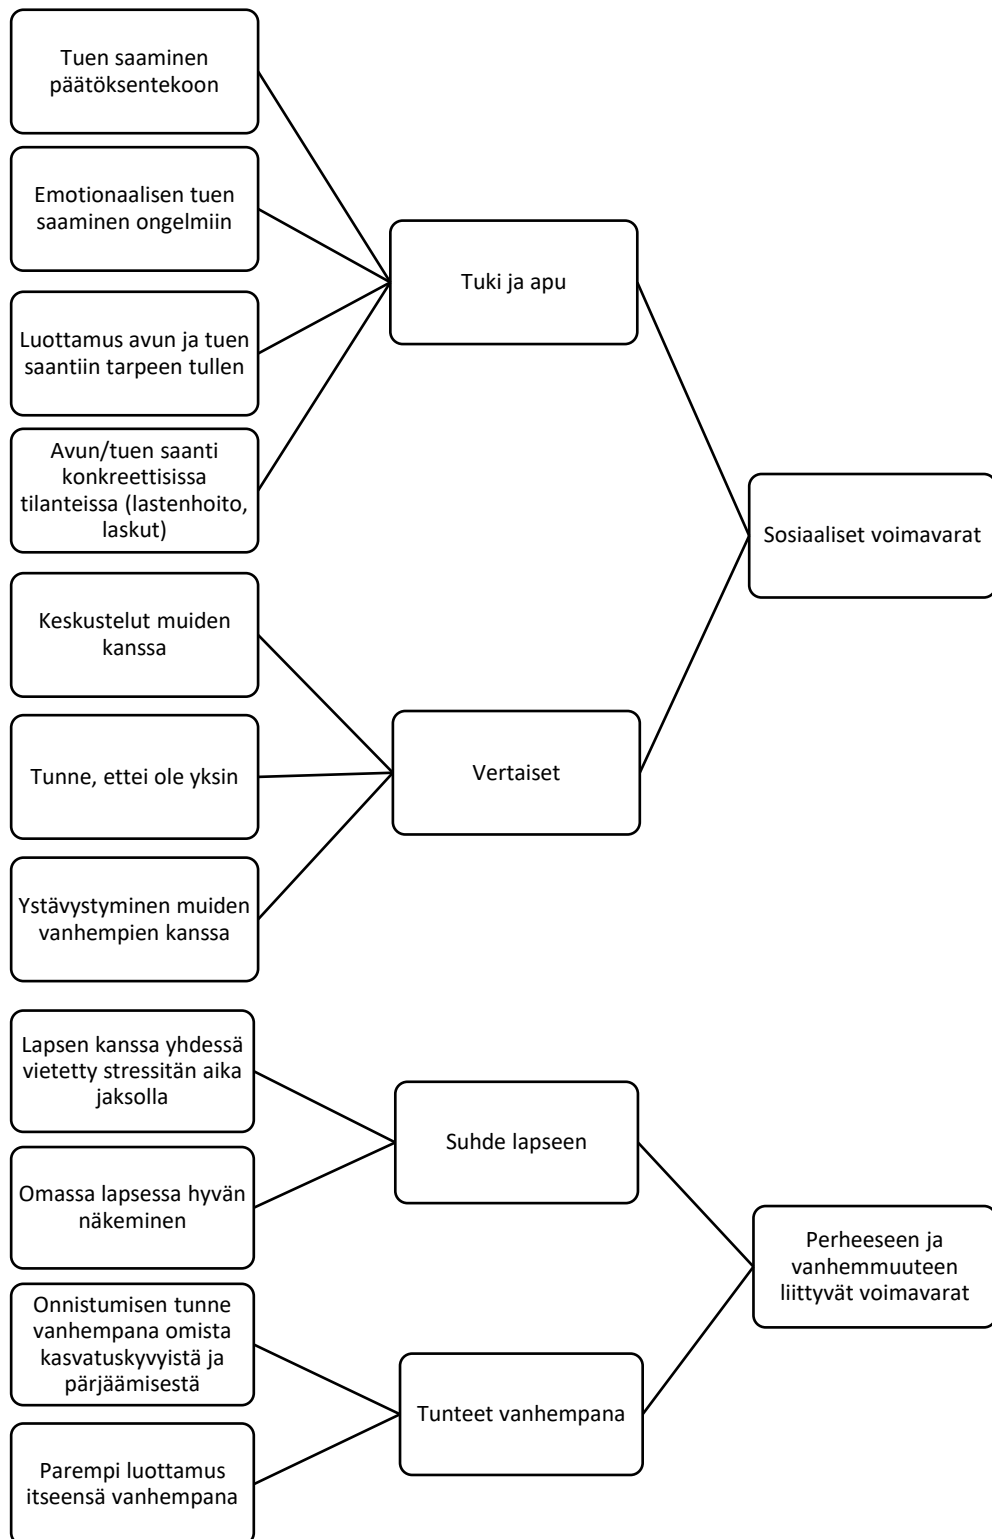 Tuen saaminen
päätöksentekoon
Emotionaalisen tuen
saaminen ongelmiin
Luottamus avun ja tuen
saantiin tarpeen tullen
Avun/tuen saanti
konkreettisissa
tilanteissa (lastenhoito,
laskut)
Tuki ja apu
Keskustelut muiden
kanssa
Tunne, ettei ole yksin
Ystävystyminen muiden
vanhempien kanssa
Vertaiset
Sosiaaliset voimavarat
Lapsen kanssa yhdessä
vietetty stressitän aika
jaksolla
Omassa lapsessa hyvän
näkeminen
Suhde lapseen
Onnistumisen tunne
vanhempana omista
kasvatuskyvyistä ja
pärjäämisestä
Parempi luottamus
itseensä vanhempana
Tunteet vanhempana
Perheeseen ja
vanhemmuuteen
liittyvät voimavarat